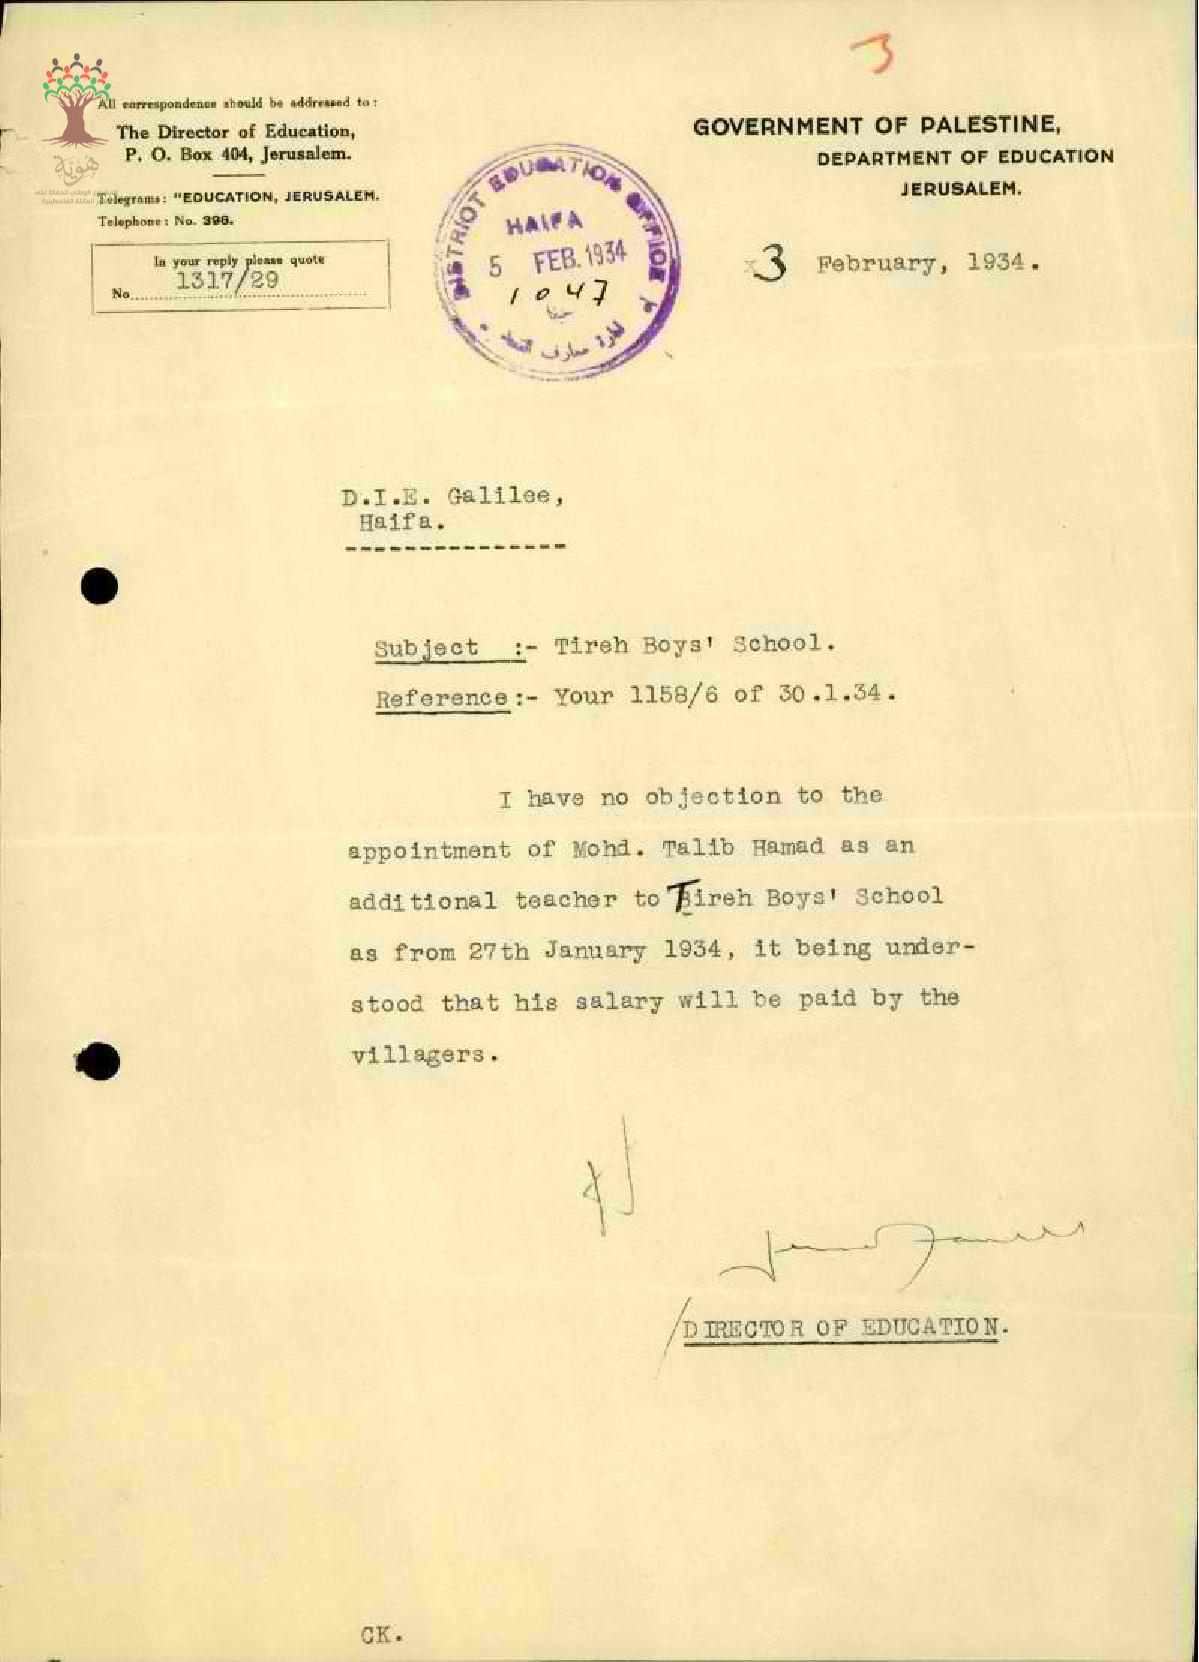 3
All correspondence should be addressed to:
The Director of Education,
P. O. Box 404, Jerusalem.
Telegrams: "EDUCATION, JERUSALEM.
Telephone: No. 396.
In your reply please quote
No. 1317/29
هوية
GOVERNMENT OF PALESTINE,
DEPARTMENT OF EDUCATION
JERUSALEM.
3 February, 1934.
DISTRICT EDUCATION OFFICE
HAIFA
5 FEB. 1934
1047
حيفا
D.I.E. Galilee,
Haifa.
Subject :- Tireh Boys' School.
Reference:- Your 1158/6 of 30.1.34.
I have no objection to the
appointment of Mohd. Talib Hamad as an
additional teacher to Tireh Boys' School
as from 27th January 1934, it being under-
stood that his salary will be paid by the
villagers.
/DIRECTOR OF EDUCATION.
CK.